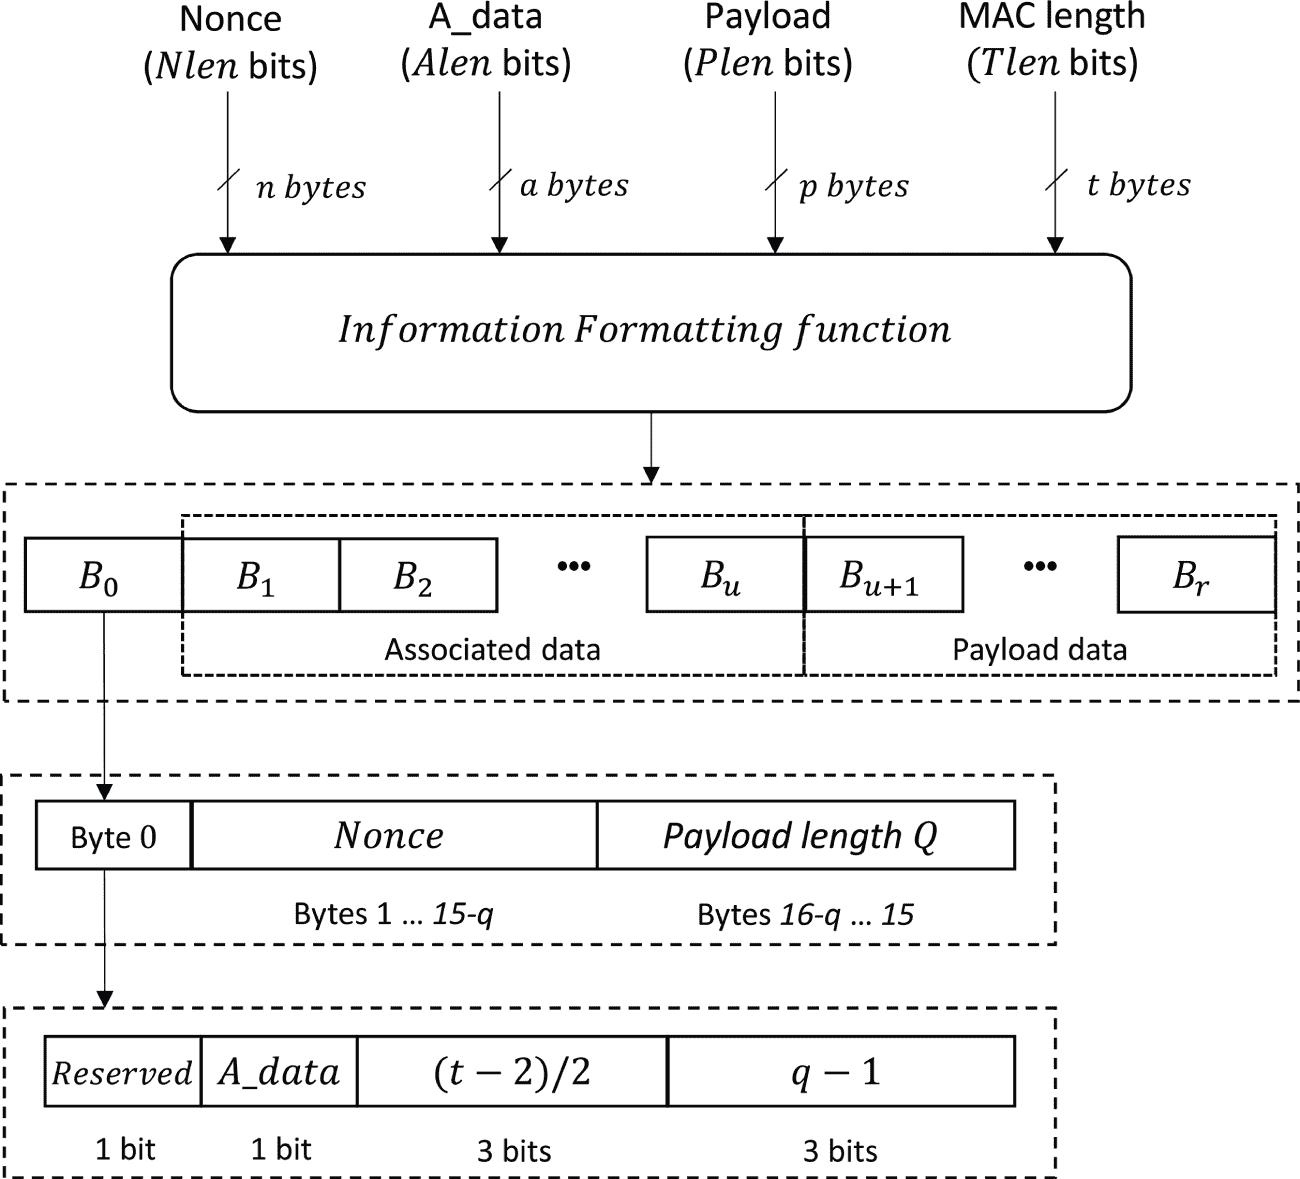 Nonce A_data Payload MAC length
(Nlen bits) (Alen bits) (Plen bits) (Tlen bits)
n bytes a bytes p bytes t bytes
Information Formatting function
B0 B1 B2 ••• Bu Bu+1 ••• Br
Associated data Payload data
Byte 0 Nonce Payload length Q
Bytes 1 ... 15-q Bytes 16-q ... 15
Reserved A_data (t − 2)/2 q − 1
1 bit 1 bit 3 bits 3 bits